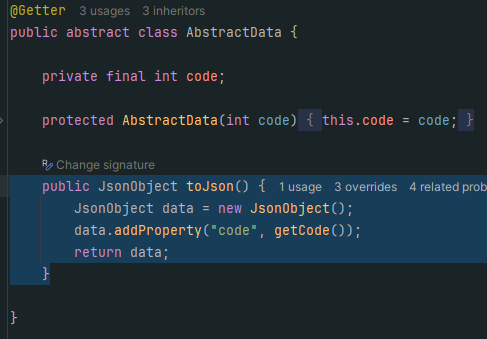 @Getter 3 usages 3 inheritors
public abstract class AbstractData {
private final int code;
protected AbstractData(int code) { this.code = code; }
Change signature
public JsonObject toJson() { 1 usage 3 overrides 4 related prob
JsonObject data = new JsonObject();
data.addProperty("code", getCode());
return data;
}
}